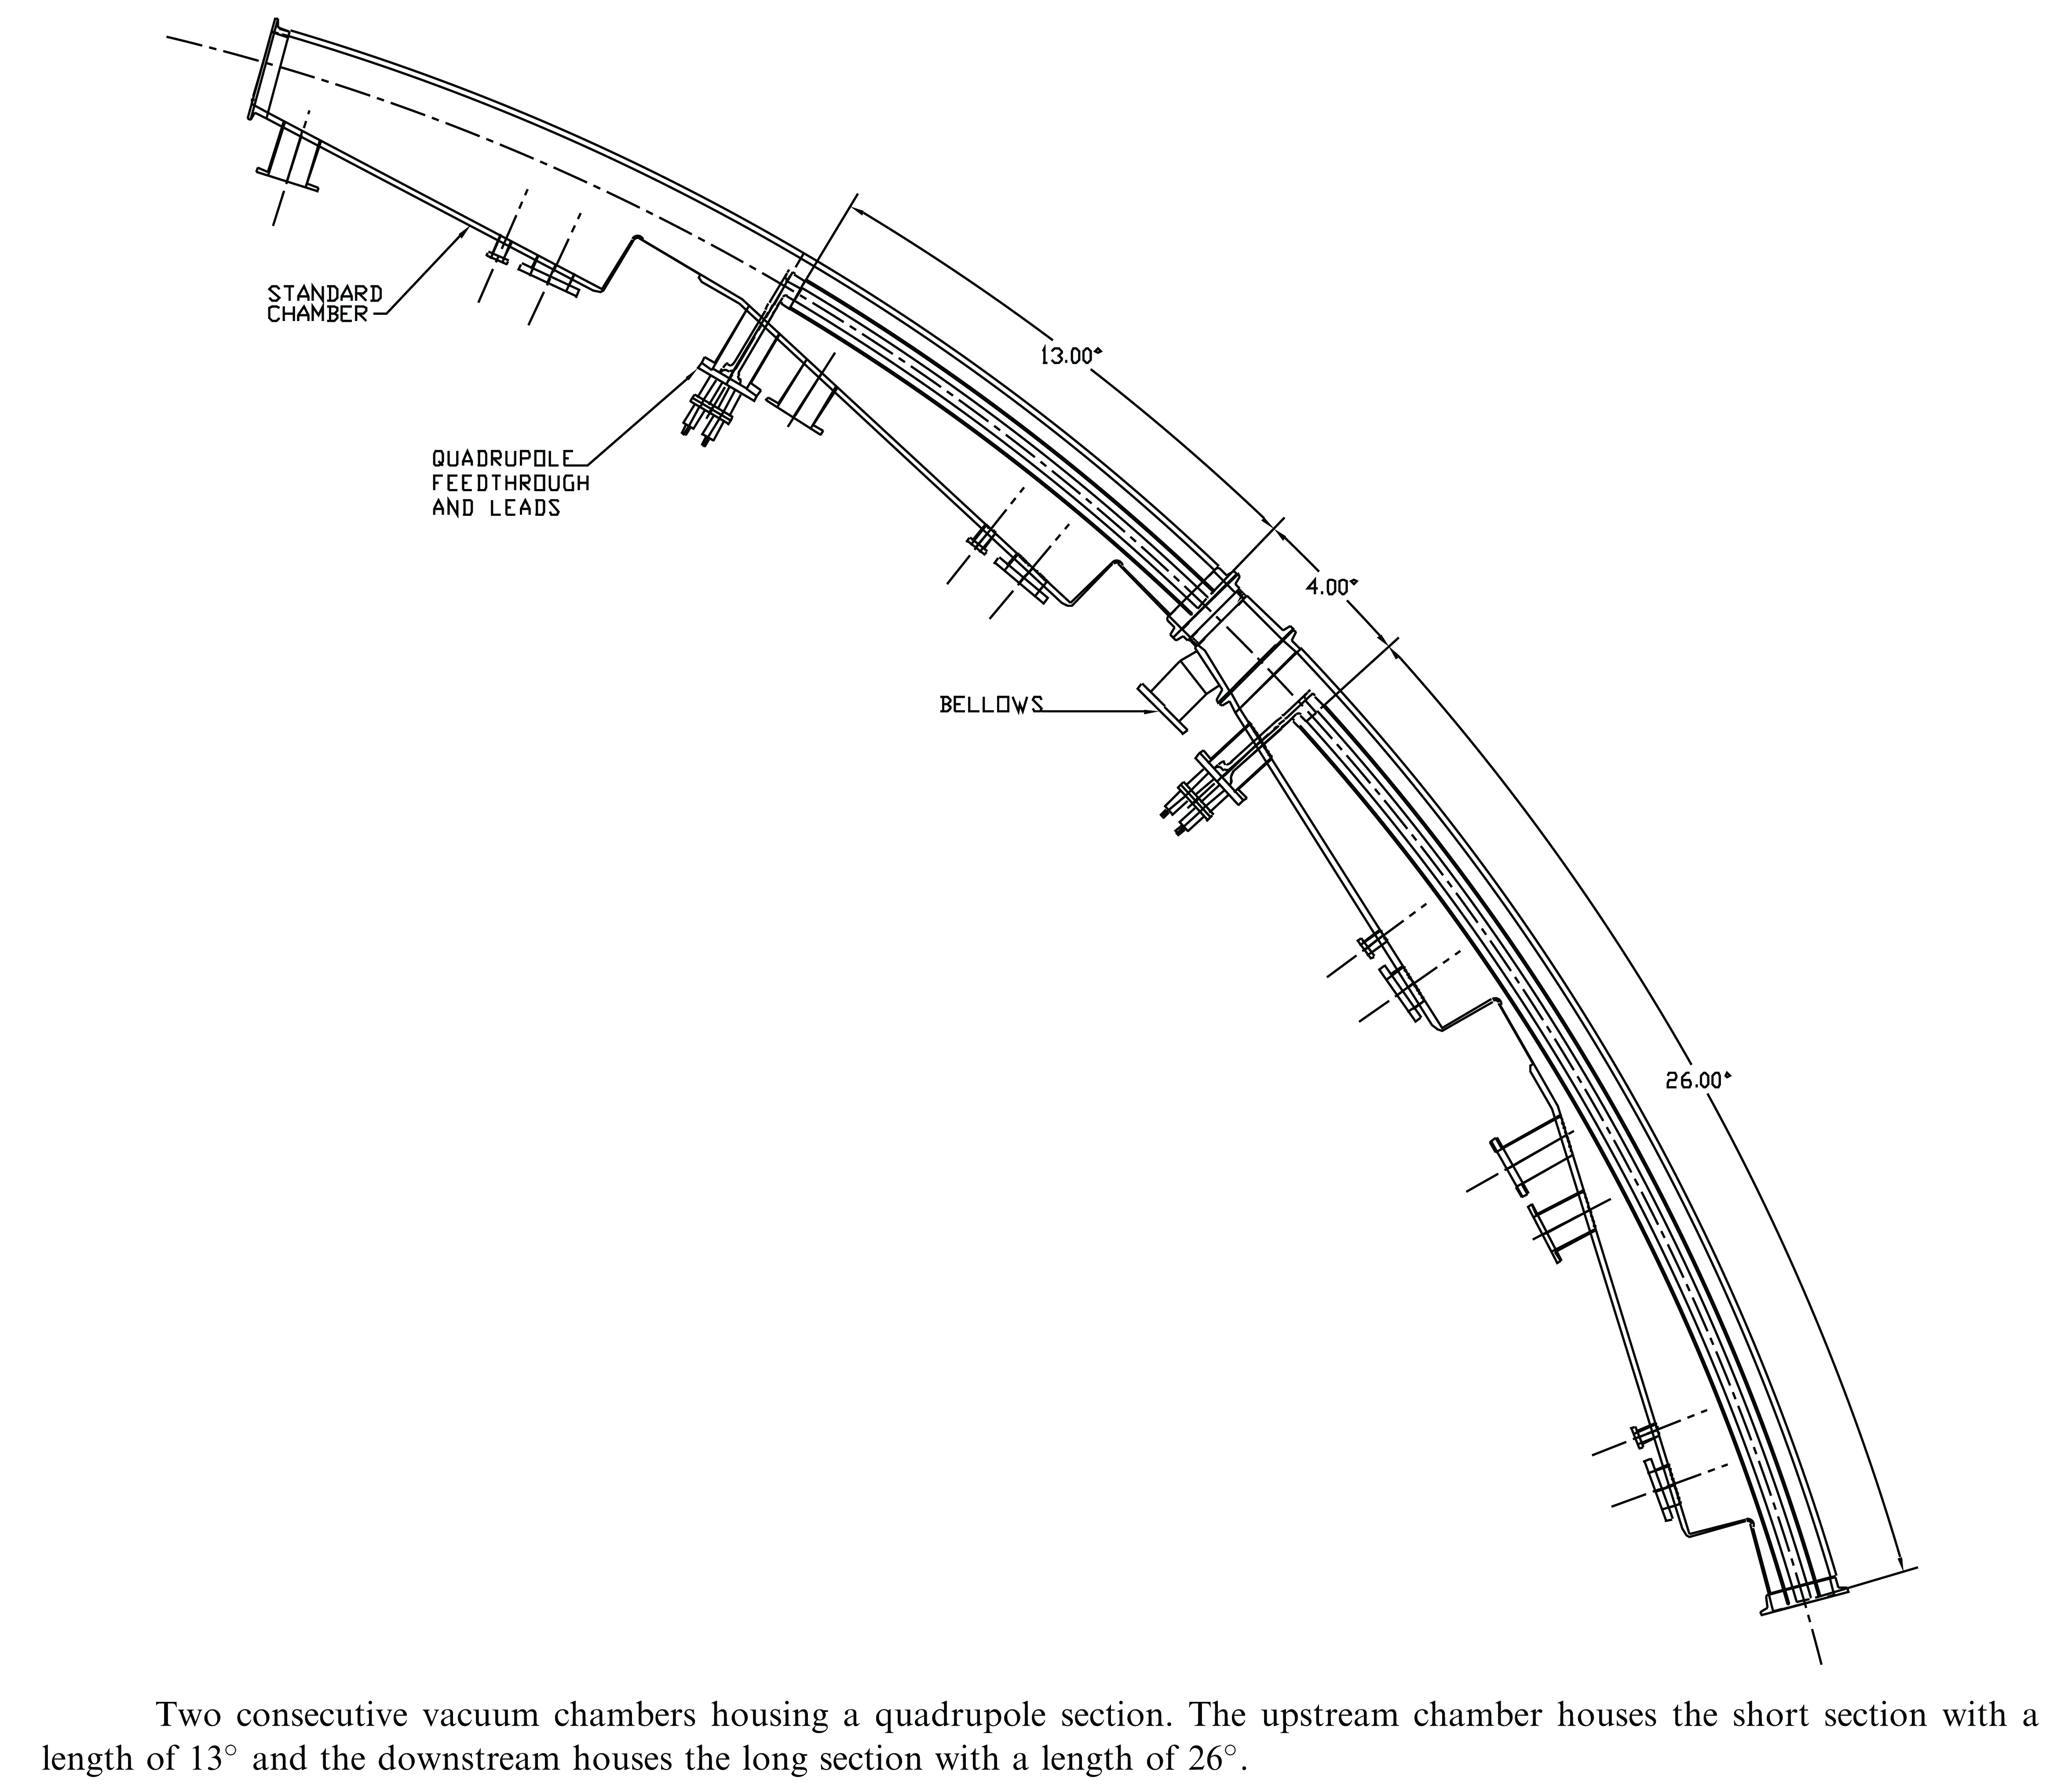 STANDARD
CHAMBER
13.00°
QUADRUPOLE
FEEDTHROUGH
AND LEADS
4.00°
BELLOWS
26.00°
Two consecutive vacuum chambers housing a quadrupole section. The upstream chamber houses the short section with a
length of 13° and the downstream houses the long section with a length of 26°.